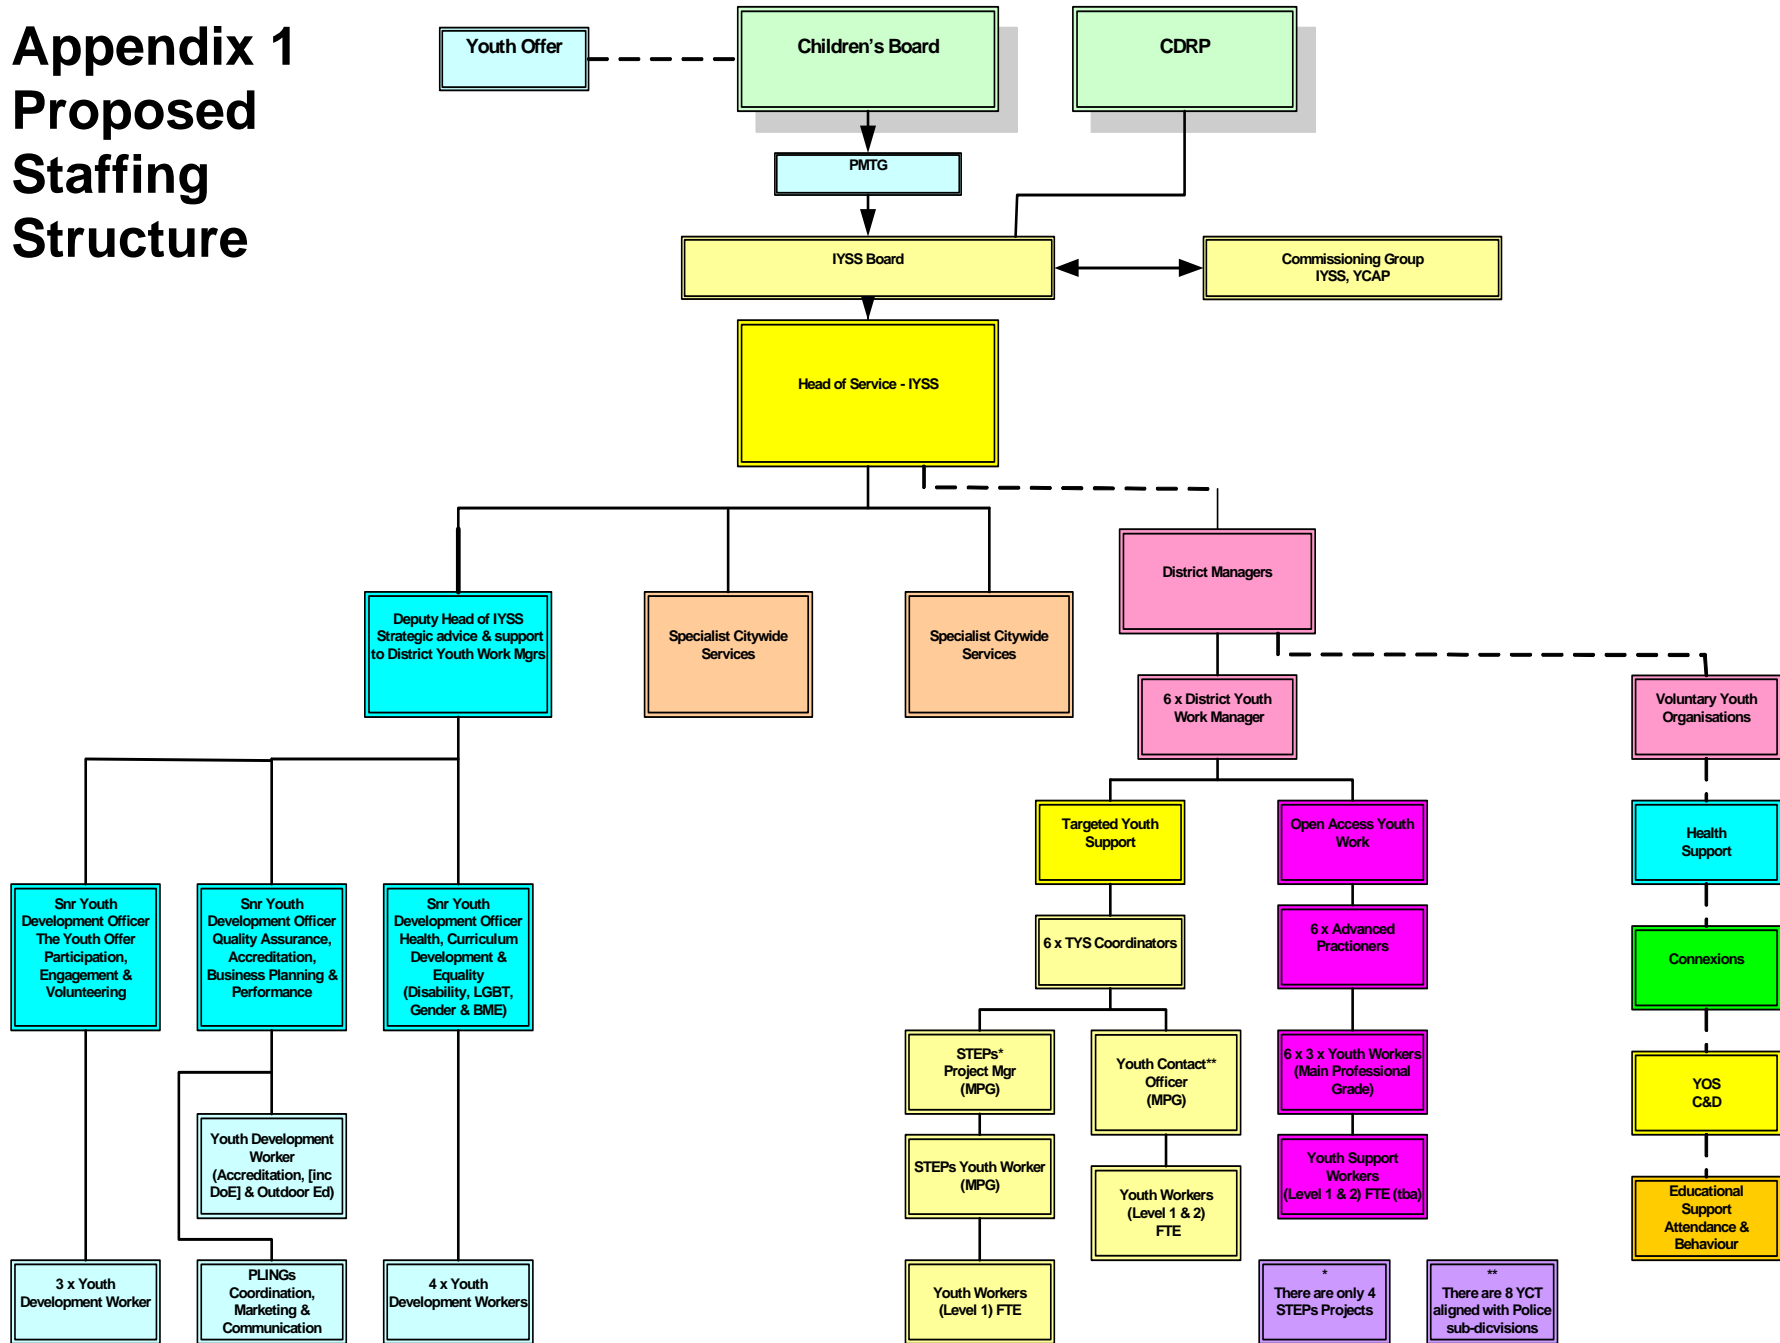 Appendix 1
Proposed
Staffing
Structure
Youth Offer
Children's Board
CDRP
PMTG
IYSS Board
Commissioning Group
IYSS, YCAP
Head of Service - IYSS
District Managers
Deputy Head of IYSS
Strategic advice & support
to District Youth Work Mgrs
Specialist Citywide
Services
Specialist Citywide
Services
6 x District Youth
Work Manager
Voluntary Youth
Organisations
Targeted Youth
Support
Open Access Youth
Work
Health
Support
Snr Youth
Development Officer
The Youth Offer
Participation,
Engagement &
Volunteering
Snr Youth
Development Officer
Quality Assurance,
Accreditation,
Business Planning &
Performance
Snr Youth
Development Officer
Health, Curriculum
Development &
Equality
(Disability, LGBT,
Gender & BME)
6 x TYS Coordinators
6 x Advanced
Practioners
Connexions
STEPs*
Project Mgr
(MPG)
Youth Contact**
Officer
(MPG)
6 x 3 x Youth Workers
(Main Professional
Grade)
YOS
C&D
Youth Development
Worker
(Accreditation, [inc
DoE] & Outdoor Ed)
STEPs Youth Worker
(MPG)
Youth Workers
(Level 1 & 2)
FTE
Youth Support
Workers
(Level 1 & 2) FTE (tba)
Educational
Support
Attendance &
Behaviour
3 x Youth
Development Worker
PLINGs
Coordination,
Marketing &
Communication
4 x Youth
Development Workers
Youth Workers
(Level 1) FTE
*
There are only 4
STEPs Projects
**
There are 8 YCT
aligned with Police
sub-dicvisions